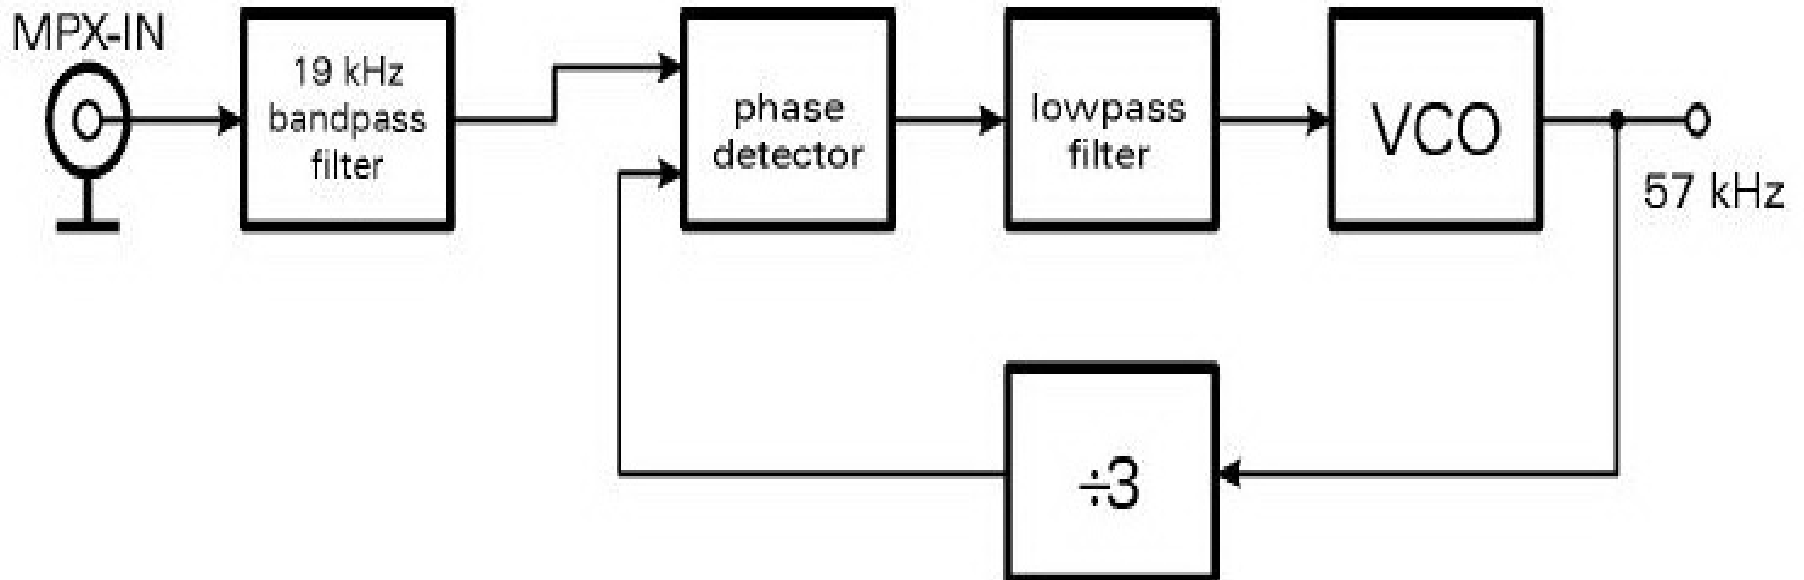 MPX-IN
19 kHz
bandpass
filter
phase
detector
lowpass
filter
VCO
57 kHz
÷3